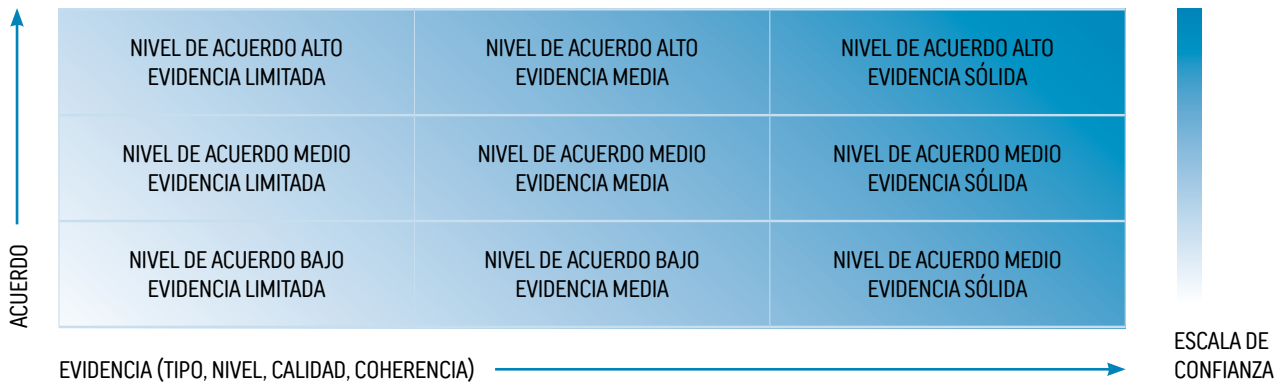 NIVEL DE ACUERDO ALTO
EVIDENCIA LIMITADA
NIVEL DE ACUERDO ALTO
EVIDENCIA MEDIA
NIVEL DE ACUERDO ALTO
EVIDENCIA SÓLIDA
NIVEL DE ACUERDO MEDIO
EVIDENCIA LIMITADA
NIVEL DE ACUERDO MEDIO
EVIDENCIA MEDIA
NIVEL DE ACUERDO MEDIO
EVIDENCIA SÓLIDA
NIVEL DE ACUERDO BAJO
EVIDENCIA LIMITADA
NIVEL DE ACUERDO BAJO
EVIDENCIA MEDIA
NIVEL DE ACUERDO MEDIO
EVIDENCIA SÓLIDA
ACUERDO
EVIDENCIA (TIPO, NIVEL, CALIDAD, COHERENCIA)
ESCALA DE
CONFIANZA